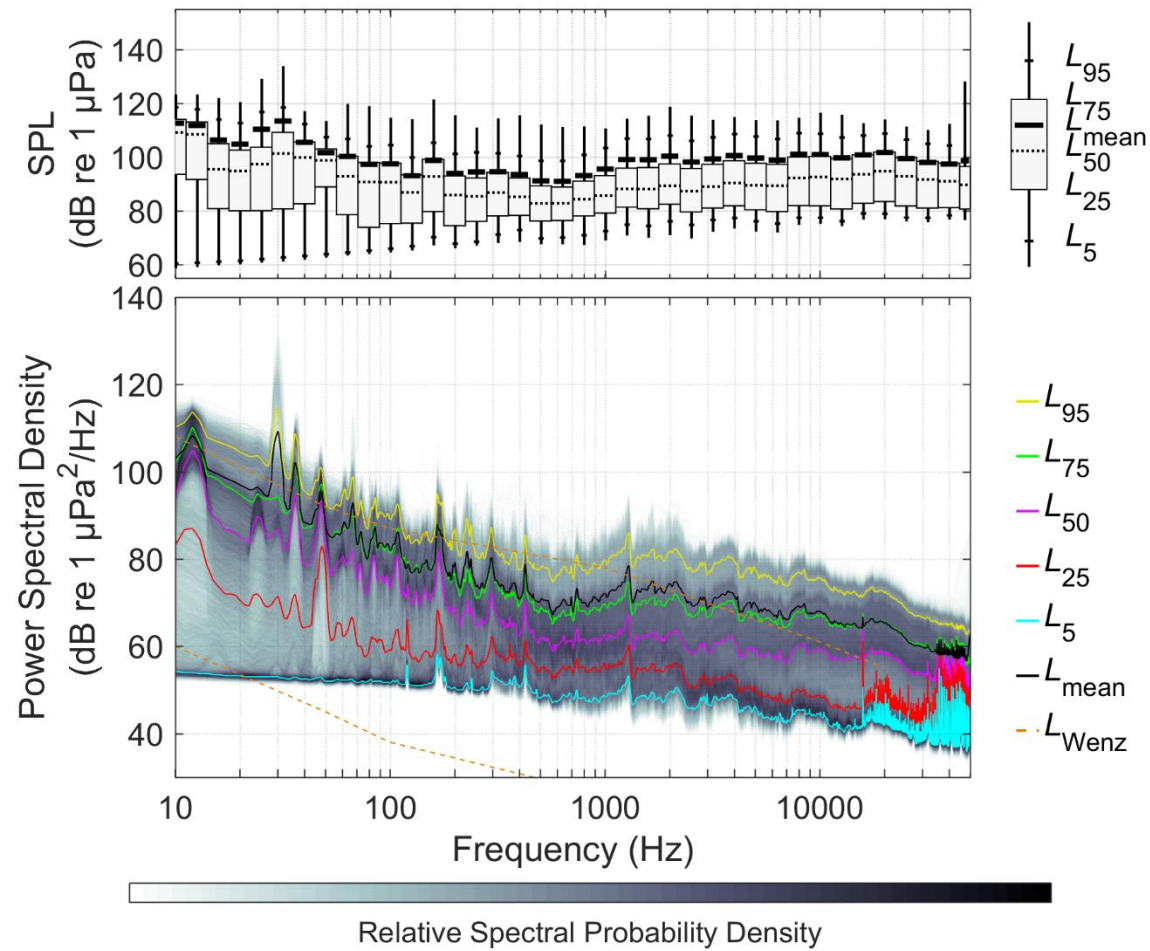 SPL
(dB re 1 µPa)
140
120
100
80
60
L95
L75
Lmean
L50
L25
L5
Power Spectral Density
(dB re 1 µPa²/Hz)
140
120
100
80
60
40
10
100
1000
10000
Frequency (Hz)
L95
L75
L50
L25
L5
Lmean
LWenz
Relative Spectral Probability Density